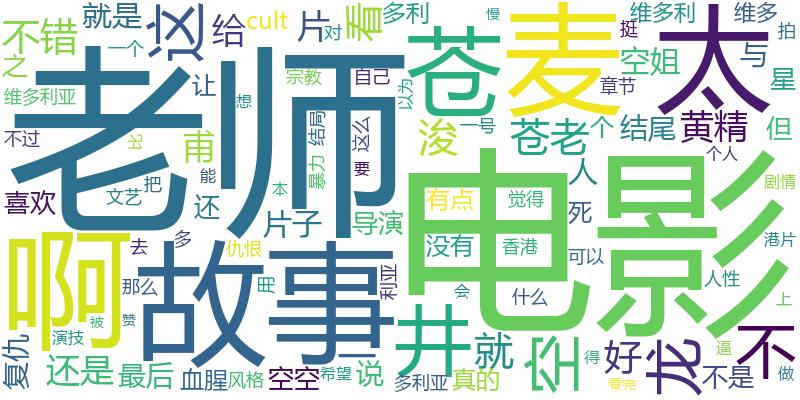 不错
就是
这
给
cult
片
对
看
多利
慢
苍
麦
太
维多利
挺
维多
拍
空姐
与
之
一个
让
宗教
自己
以为
章节
星
维多利亚
想
老师
不过
北
甫
能
暴力
结局
这么
浚
一号
苍老
个
结尾
黄精
但
喜欢
文艺
把
还
本
要
有点
觉得
人
个人
剧情
片子
导演
死
啊
去
多
仇恨
没有
香港
可以
港片
那么
故事
用
利亚
会
什么
电影
人性
上
复仇
演技
被
赞
井
就
空
得
好
龙
逼
不
还是
最后
血腥
风格
空空
希望
说
多利亚
真的
看完
不是
做